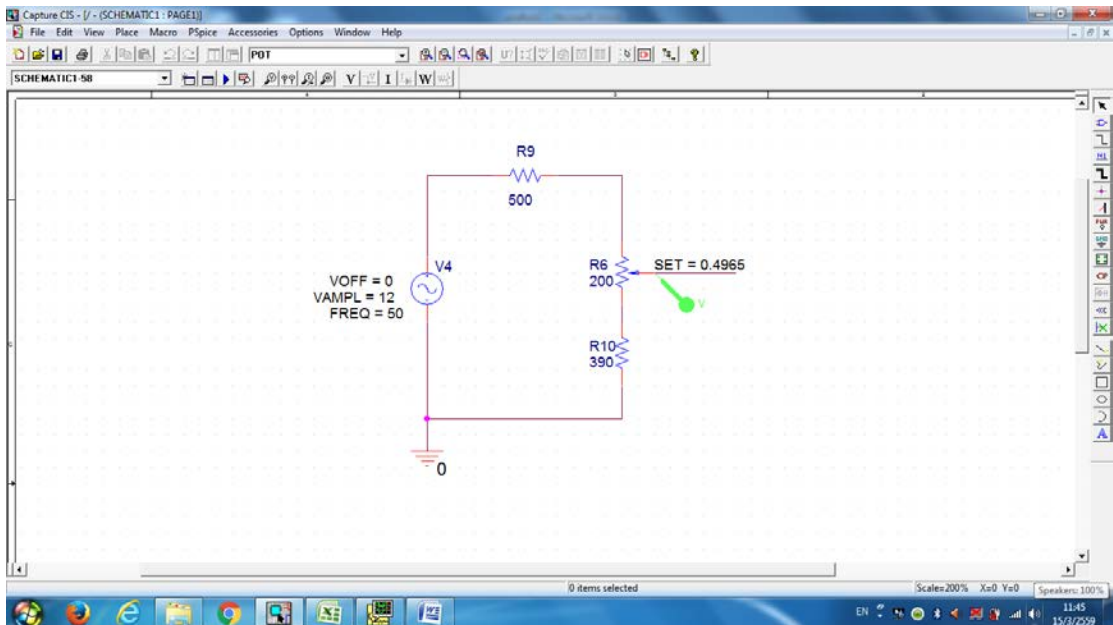 Capture CIS - [/ - (SCHEMATIC1 : PAGE1)]
File Edit View Place Macro PSpice Accessories Options Window Help
POT
SCHEMATIC1-58
V I W
R9
500
V4
VOFF = 0
VAMPL = 12
FREQ = 50
R6
200
SET = 0.4965
V
R10
390
0
0 items selected
Scale=200% X=0 Y=0
Speakers: 100%
EN
11:45
15/3/2559